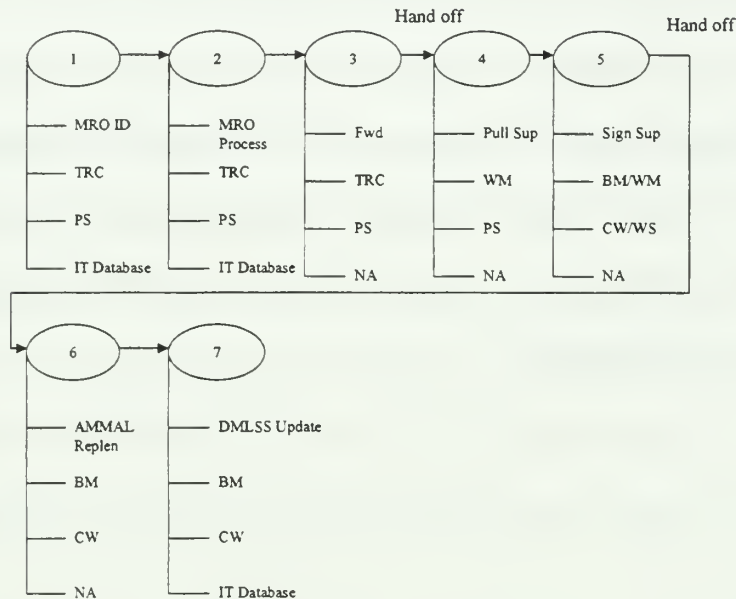 Hand off
Hand off
1
2
3
4
5
MRO ID
TRC
PS
IT Database
MRO
Process
TRC
PS
IT Database
Fwd
TRC
PS
NA
Pull Sup
WM
PS
NA
Sign Sup
BM/WM
CW/WS
NA
6
7
AMMAL
Replen
BM
CW
NA
DMLSS Update
BM
CW
IT Database